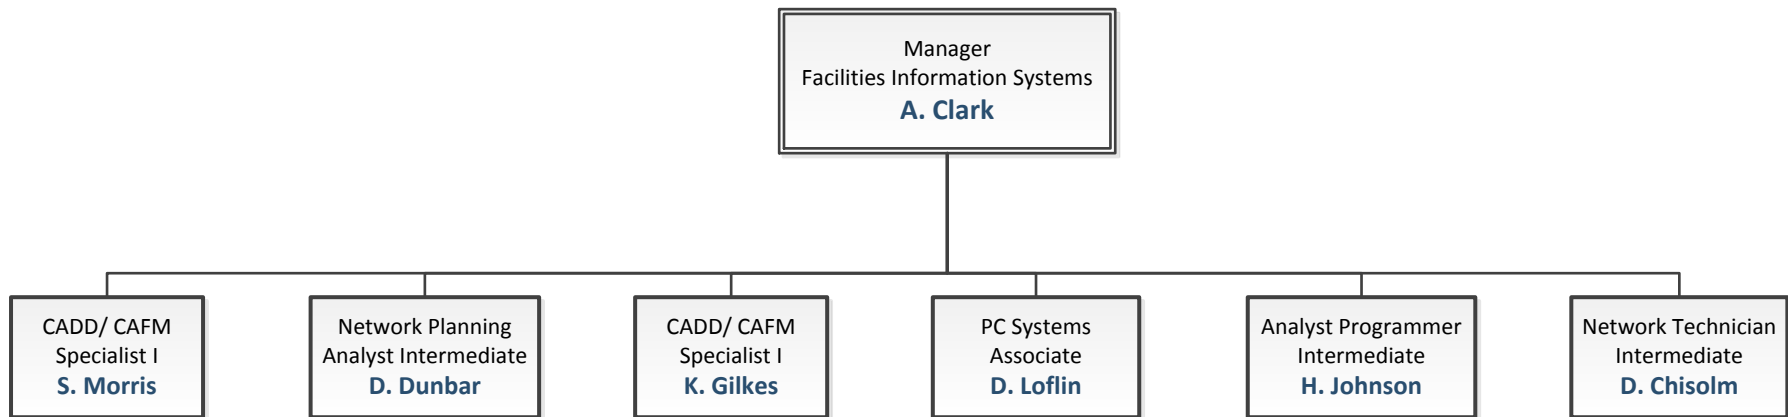 Manager
Facilities Information Systems
A. Clark
CADD/ CAFM
Specialist I
S. Morris
Network Planning
Analyst Intermediate
D. Dunbar
CADD/ CAFM
Specialist I
K. Gilkes
PC Systems
Associate
D. Loflin
Analyst Programmer
Intermediate
H. Johnson
Network Technician
Intermediate
D. Chisolm